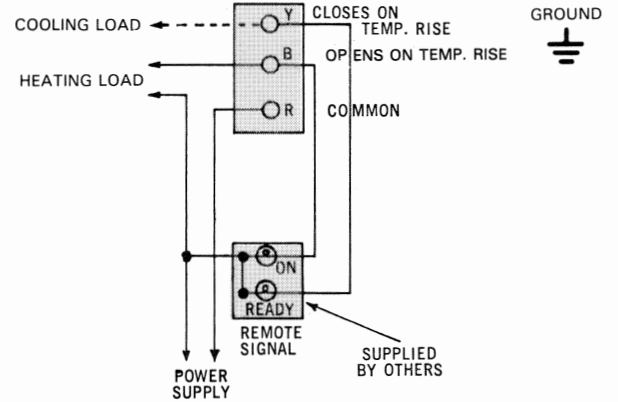 COOLING LOAD
Y
CLOSES ON
TEMP. RISE
GROUND
B
OPENS ON TEMP. RISE
HEATING LOAD
R
COMMON
ON
READY
REMOTE
SIGNAL
SUPPLIED
BY OTHERS
POWER
SUPPLY